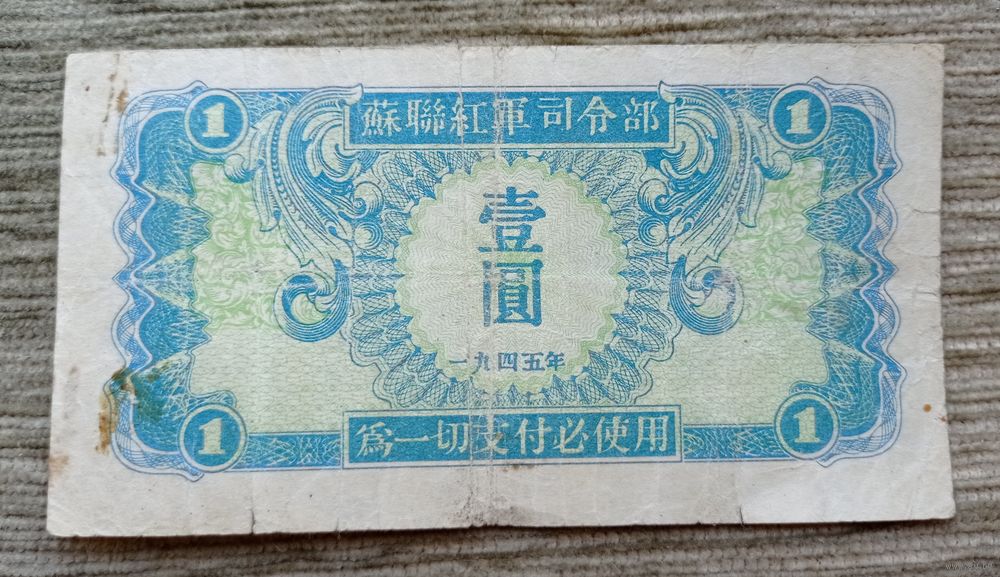 1 蘇聯紅軍司令部 1
壹
圓
一九四五年
1 為一切支付必使用 1